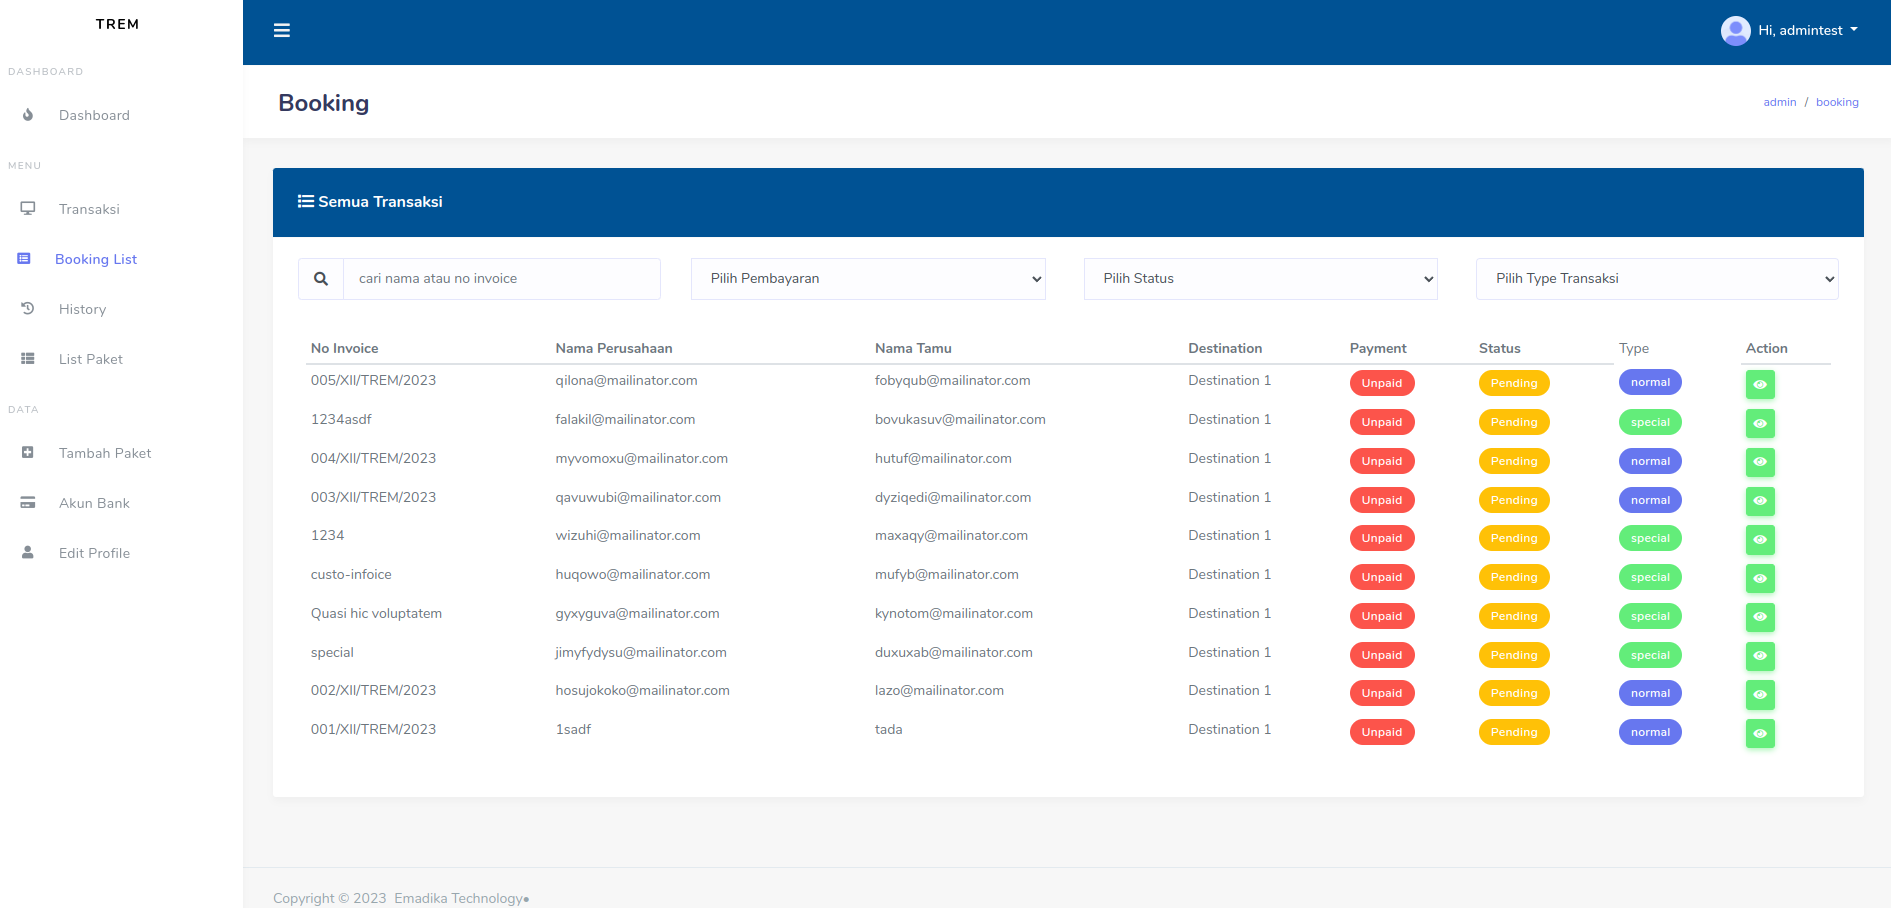 TREM
Hi, admintest
DASHBOARD
Dashboard
MENU
Transaksi
Booking List
History
List Paket
DATA
Tambah Paket
Akun Bank
Edit Profile
Booking
admin / booking
Semua Transaksi
cari nama atau no invoice Pilih Pembayaran Pilih Status Pilih Type Transaksi
No Invoice Nama Perusahaan Nama Tamu Destination Payment Status Type Action
005/XII/TREM/2023 qilona@mailinator.com fobyqub@mailinator.com Destination 1 Unpaid Pending normal
1234asdf falakil@mailinator.com bovukasuv@mailinator.com Destination 1 Unpaid Pending special
004/XII/TREM/2023 myvomoxu@mailinator.com hutuf@mailinator.com Destination 1 Unpaid Pending normal
003/XII/TREM/2023 qavuwubi@mailinator.com dyziqedi@mailinator.com Destination 1 Unpaid Pending normal
1234 wizuhi@mailinator.com maxaqy@mailinator.com Destination 1 Unpaid Pending special
custo-infoice huqowo@mailinator.com mufyb@mailinator.com Destination 1 Unpaid Pending special
Quasi hic voluptatem gyxyguva@mailinator.com kynotom@mailinator.com Destination 1 Unpaid Pending special
special jimyfydysu@mailinator.com duxuxab@mailinator.com Destination 1 Unpaid Pending special
002/XII/TREM/2023 hosujokoko@mailinator.com lazo@mailinator.com Destination 1 Unpaid Pending normal
001/XII/TREM/2023 1sadf tada Destination 1 Unpaid Pending normal
Copyright © 2023 Emadika Technology•